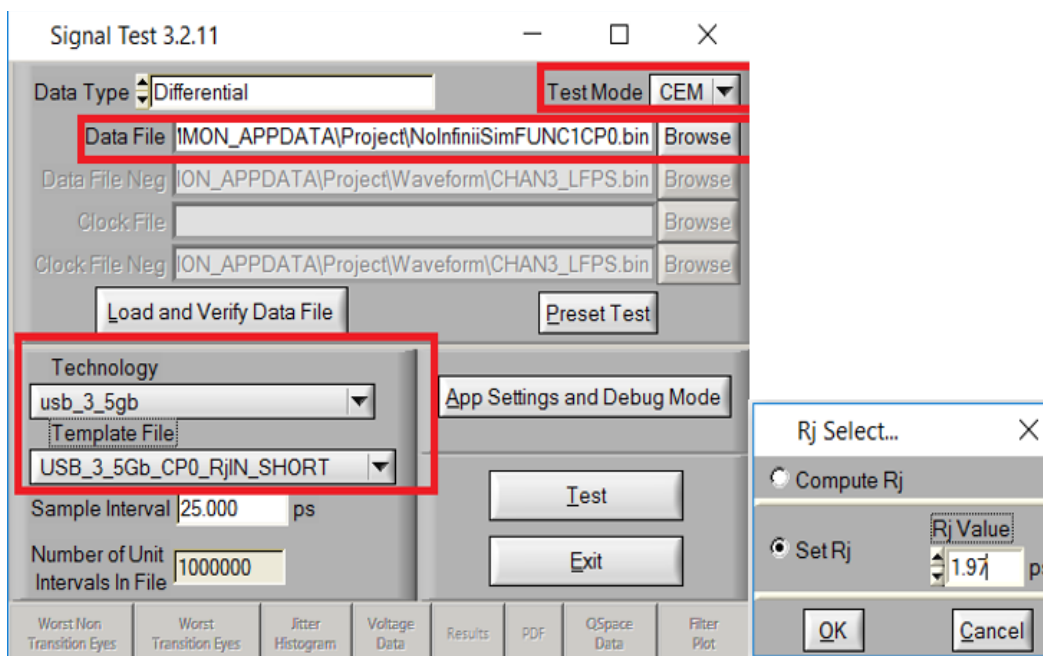 Signal Test 3.2.11
Data Type Differential Test Mode CEM
Data File 1MON_APPDATA\Project\NoInfiniiSimFUNC1CP0.bin Browse
Data File Neg ION_APPDATA\Project\Waveform\CHAN3_LFPS.bin Browse
Clock File Browse
Clock File Neg ION_APPDATA\Project\Waveform\CHAN3_LFPS.bin Browse
Load and Verify Data File Preset Test
Technology
usb_3_5gb
App Settings and Debug Mode
Template File
USB_3_5Gb_CP0_RjIN_SHORT
Sample Interval 25.000 ps
Test
Number of Unit
Intervals In File 1000000
Exit
Worst Non
Transition Eyes
Worst
Transition Eyes
Jitter
Histogram
Voltage
Data
Results
PDF
QSpace
Data
Filter
Plot
Rj Select...
Compute Rj
Rj Value
Set Rj 1.97 ps
OK Cancel